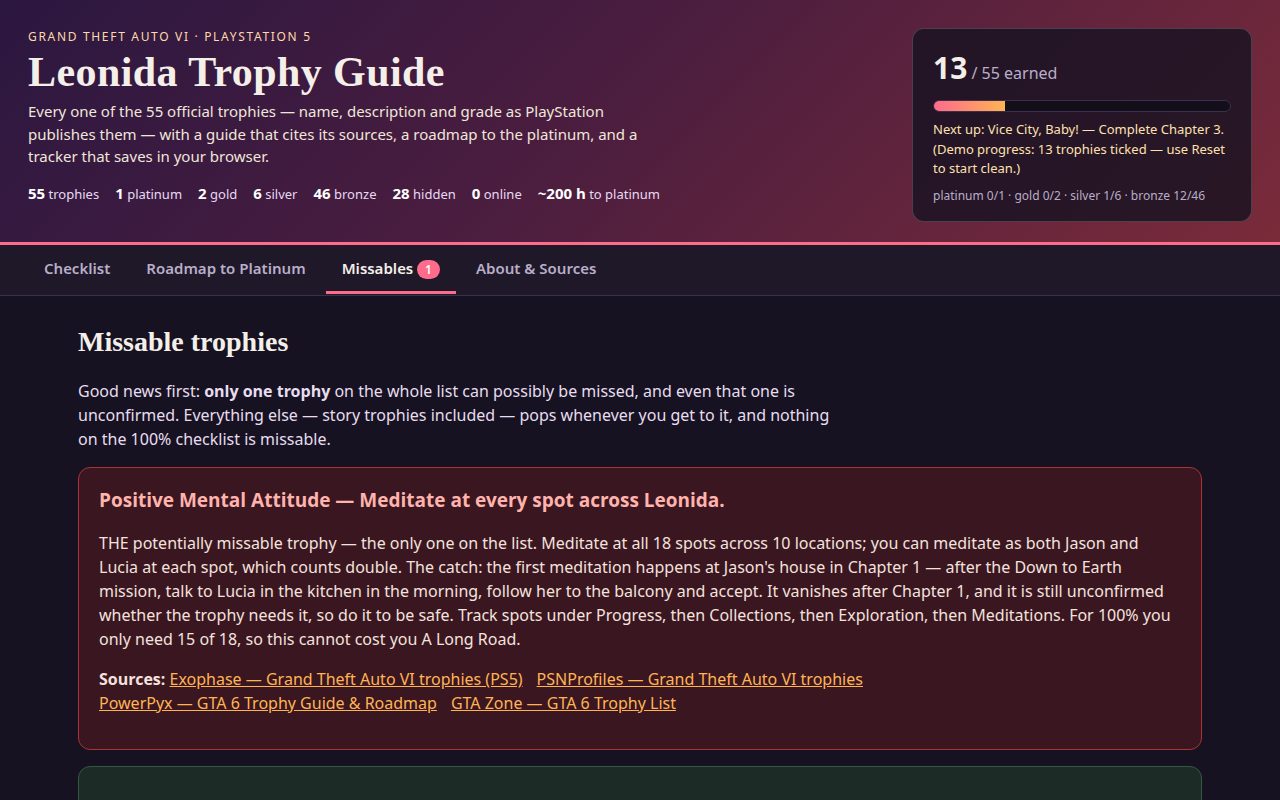 GRAND THEFT AUTO VI · PLAYSTATION 5
Leonida Trophy Guide
Every one of the 55 official trophies — name, description and grade as PlayStation
publishes them — with a guide that cites its sources, a roadmap to the platinum, and a
tracker that saves in your browser.
55 trophies 1 platinum 2 gold 6 silver 46 bronze 28 hidden 0 online ~200 h to platinum
13 / 55 earned
Next up: Vice City, Baby! — Complete Chapter 3.
(Demo progress: 13 trophies ticked — use Reset
to start clean.)
platinum 0/1 · gold 0/2 · silver 1/6 · bronze 12/46
Checklist Roadmap to Platinum Missables 1 About & Sources
Missable trophies
Good news first: only one trophy on the whole list can possibly be missed, and even that one is
unconfirmed. Everything else — story trophies included — pops whenever you get to it, and nothing
on the 100% checklist is missable.
Positive Mental Attitude — Meditate at every spot across Leonida.
THE potentially missable trophy — the only one on the list. Meditate at all 18 spots across 10 locations; you can meditate as both Jason and
Lucia at each spot, which counts double. The catch: the first meditation happens at Jason's house in Chapter 1 — after the Down to Earth
mission, talk to Lucia in the kitchen in the morning, follow her to the balcony and accept. It vanishes after Chapter 1, and it is still unconfirmed
whether the trophy needs it, so do it to be safe. Track spots under Progress, then Collections, then Exploration, then Meditations. For 100% you
only need 15 of 18, so this cannot cost you A Long Road.
Sources: Exophase — Grand Theft Auto VI trophies (PS5) PSNProfiles — Grand Theft Auto VI trophies
PowerPyx — GTA 6 Trophy Guide & Roadmap GTA Zone — GTA 6 Trophy List